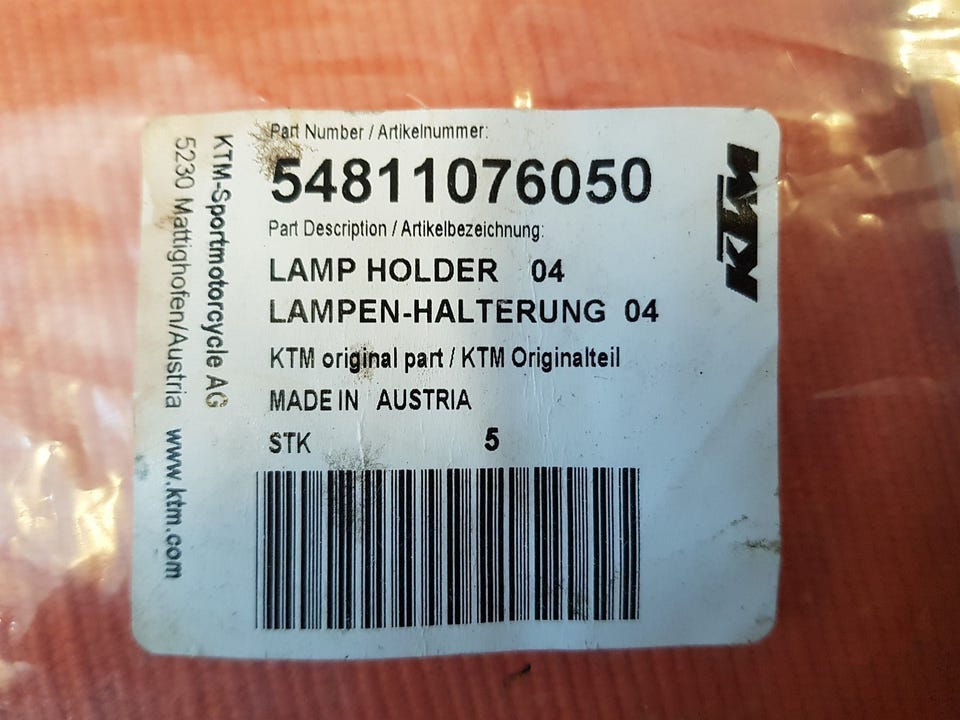 Part Number / Artikelnummer:
54811076050
Part Description / Artikelbezeichnung:
LAMP HOLDER 04
LAMPEN-HALTERUNG 04
KTM original part / KTM Originalteil
MADE IN AUSTRIA
STK 5
KTM-Sportmotorcycle AG
5230 Mattighofen/Austria www.ktm.com
KTM